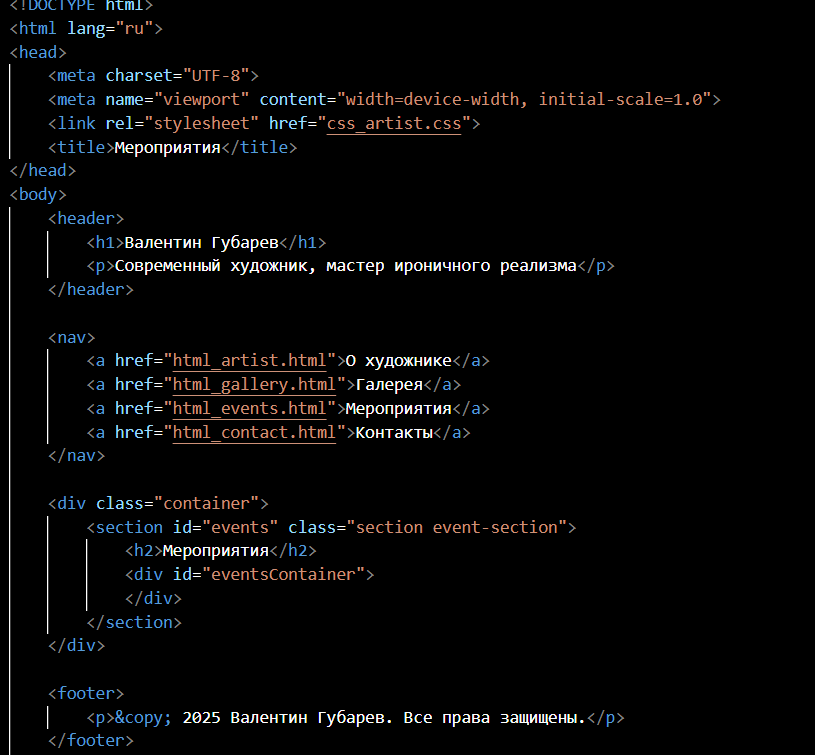 <!DOCTYPE html>
<html lang="ru">
<head>
    <meta charset="UTF-8">
    <meta name="viewport" content="width=device-width, initial-scale=1.0">
    <link rel="stylesheet" href="css_artist.css">
    <title>Мероприятия</title>
</head>
<body>
    <header>
        <h1>Валентин Губарев</h1>
        <p>Современный художник, мастер ироничного реализма</p>
    </header>

    <nav>
        <a href="html_artist.html">О художнике</a>
        <a href="html_gallery.html">Галерея</a>
        <a href="html_events.html">Мероприятия</a>
        <a href="html_contact.html">Контакты</a>
    </nav>

    <div class="container">
        <section id="events" class="section event-section">
            <h2>Мероприятия</h2>
            <div id="eventsContainer">
            </div>
        </section>
    </div>

    <footer>
        <p>&copy; 2025 Валентин Губарев. Все права защищены.</p>
    </footer>